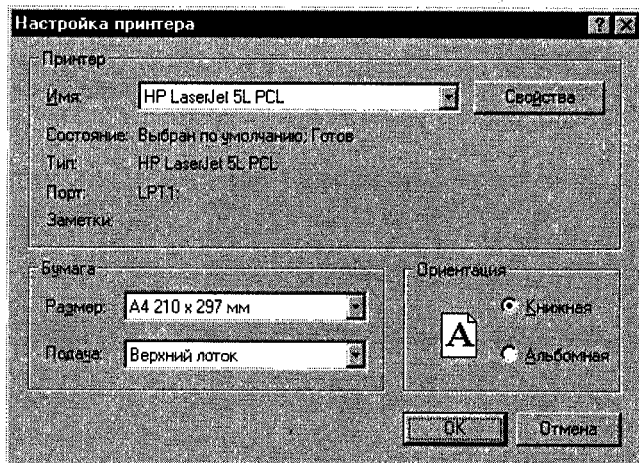 Настройка принтера
Принтер
Имя: HP LaserJet 5L PCL Свойства
Состояние: Выбран по умолчанию; Готов
Тип: HP LaserJet 5L PCL
Порт: LPT1:
Заметки:
Бумага
Размер: A4 210 x 297 мм
Подача: Верхний лоток
Ориентация
A
Книжная
Альбомная
OK Отмена